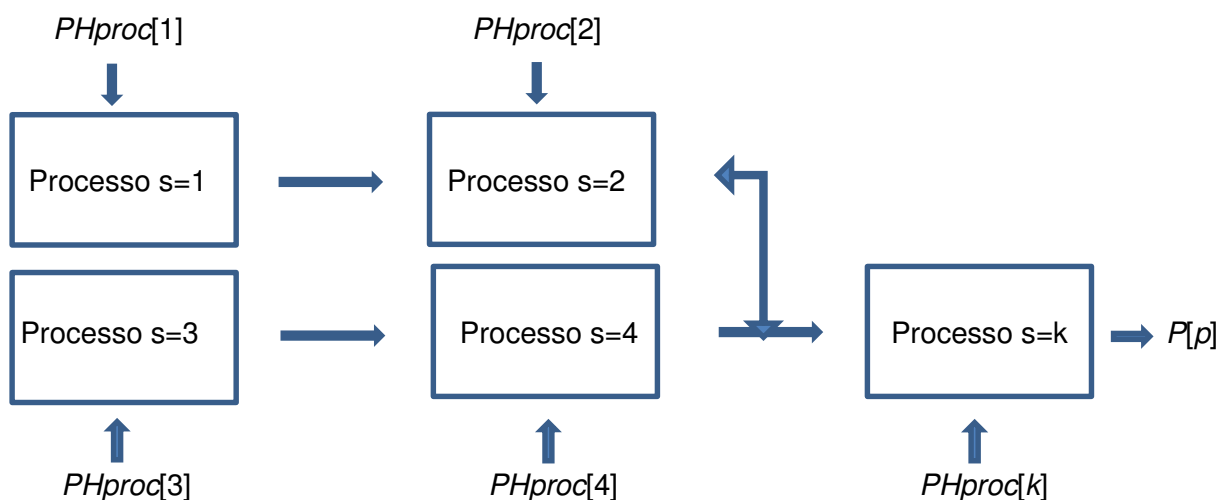 PHproc[1]
PHproc[2]
Processo s=1
Processo s=2
Processo s=3
Processo s=4
Processo s=k
P[p]
PHproc[3]
PHproc[4]
PHproc[k]